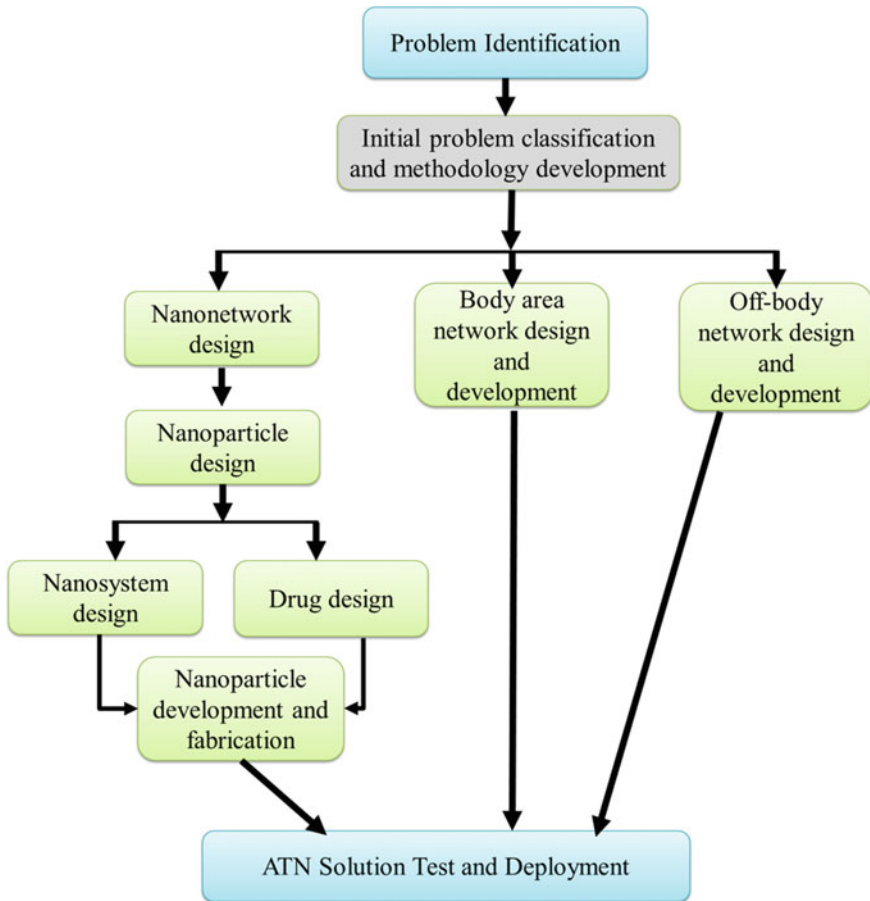 Problem Identification
Initial problem classification
and methodology development
Nanonetwork
design
Body area
network design
and
development
Off-body
network design
and
development
Nanoparticle
design
Nanosystem
design
Drug design
Nanoparticle
development and
fabrication
ATN Solution Test and Deployment